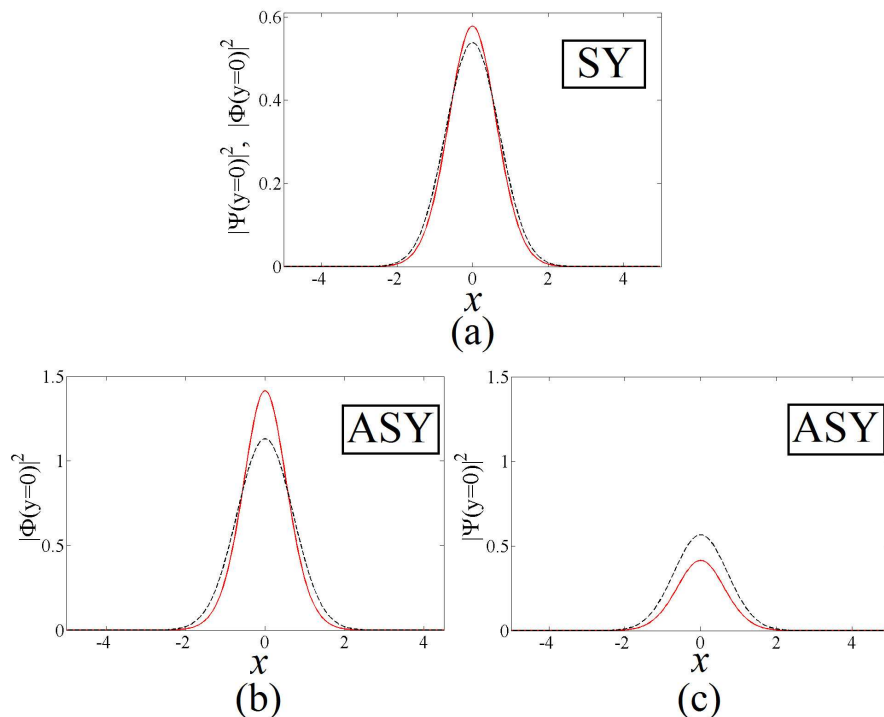 0.6
0.4
0.2
0
|Ψ(y=0)|², |Φ(y=0)|²
SY
-4 -2 0 2 4
x
(a)
1.5
1
0.5
0
|Φ(y=0)|²
ASY
-4 -2 0 2 4
x
(b)
1.5
1
0.5
0
|Ψ(y=0)|²
ASY
-4 -2 0 2 4
x
(c)